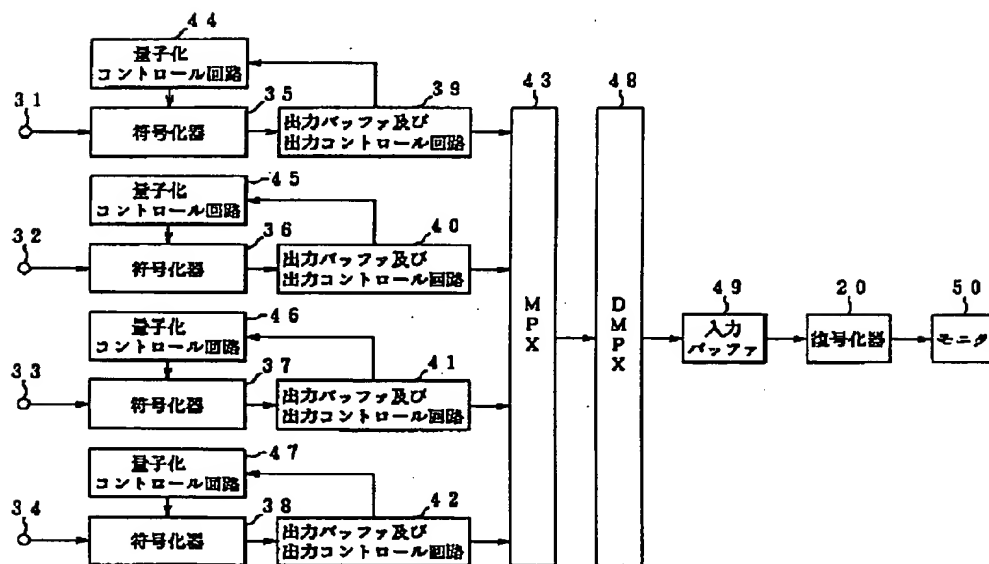 ４４
量子化
コントロール回路
３１
３５
符号化器
３９
出力バッファ及び
出力コントロール回路
４３
MPX
４８
DMPX
４５
量子化
コントロール回路
３２
３６
符号化器
４０
出力バッファ及び
出力コントロール回路
４９
入力
バッファ
２０
復号化器
５０
モニタ
４６
量子化
コントロール回路
３３
３７
符号化器
４１
出力バッファ及び
出力コントロール回路
４７
量子化
コントロール回路
３４
３８
符号化器
４２
出力バッファ及び
出力コントロール回路